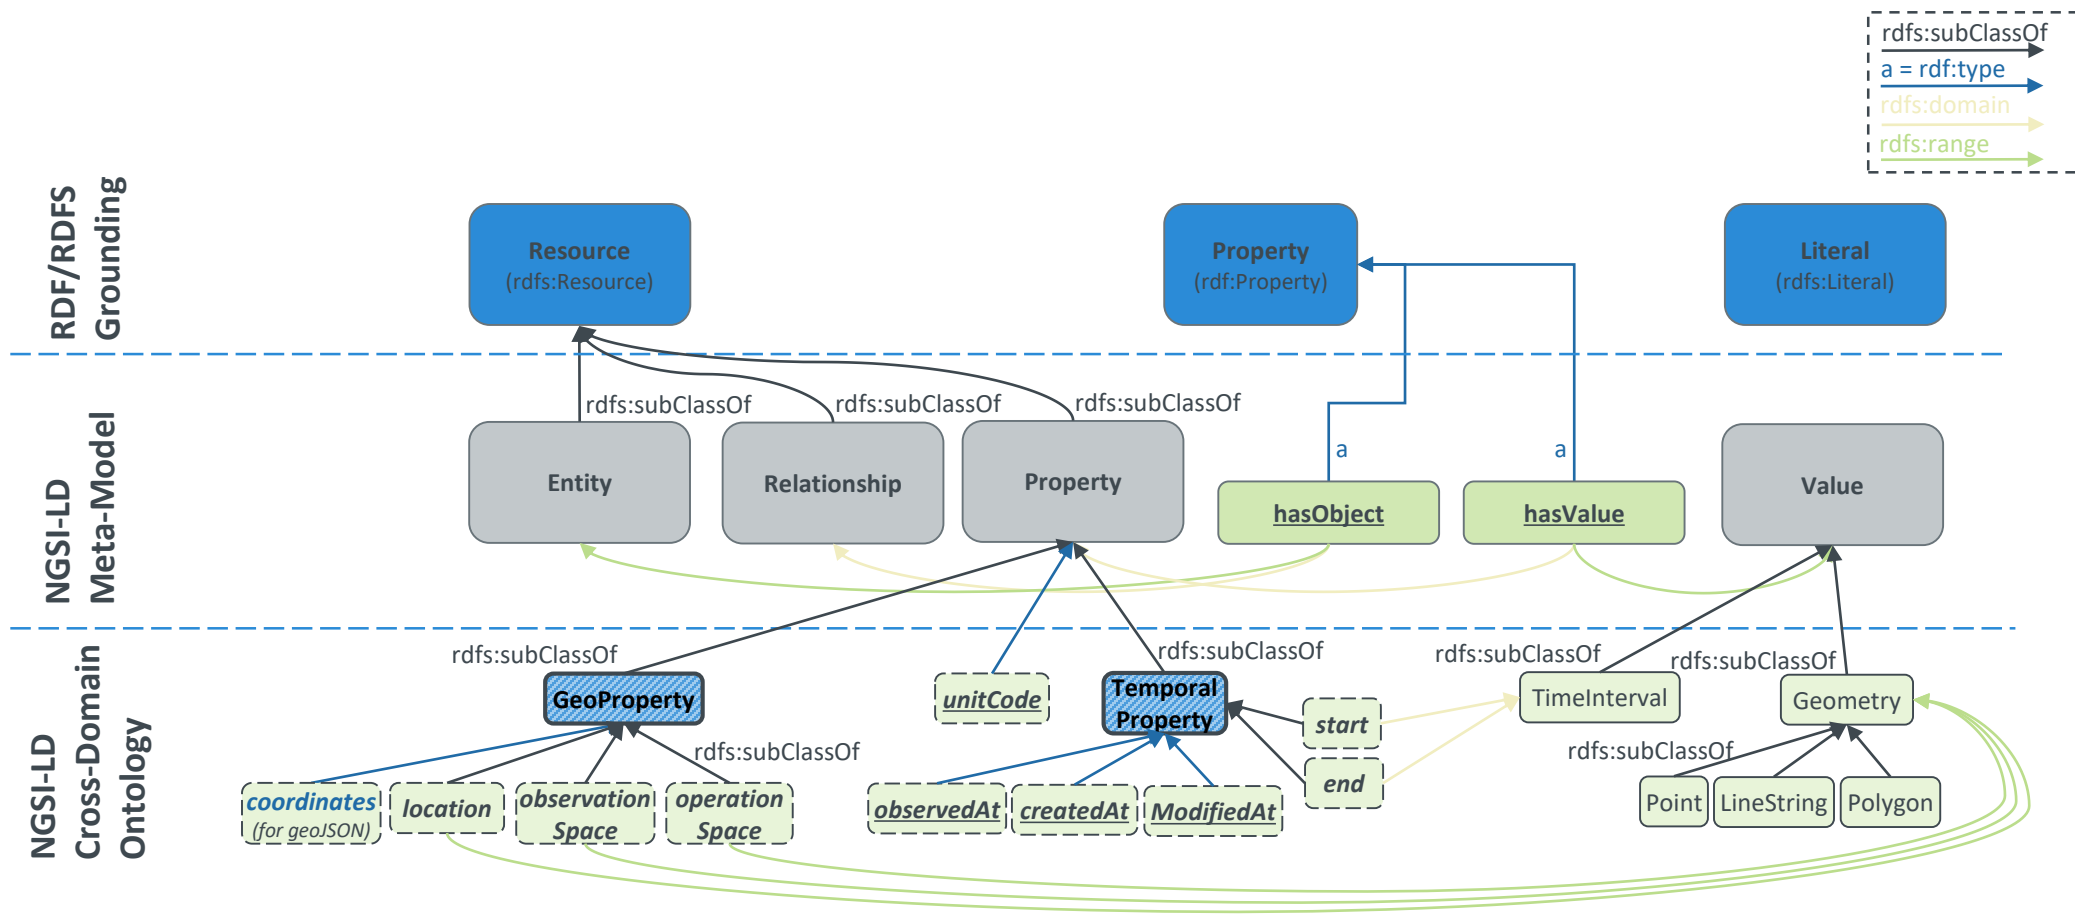 rdfs:subClassOf
a = rdf:type
rdfs:domain
rdfs:range
RDF/RDFS
Grounding
Resource
(rdfs:Resource)
Property
(rdf:Property)
Literal
(rdfs:Literal)
NGSI-LD
Meta-Model
rdfs:subClassOf
rdfs:subClassOf
rdfs:subClassOf
a
a
Entity
Relationship
Property
hasObject
hasValue
Value
NGSI-LD
Cross-Domain
Ontology
rdfs:subClassOf
rdfs:subClassOf
rdfs:subClassOf
rdfs:subClassOf
GeoProperty
unitCode
Temporal
Property
start
end
TimeInterval
Geometry
rdfs:subClassOf
rdfs:subClassOf
coordinates
(for geoJSON)
location
observation
Space
operation
Space
observedAt
createdAt
ModifiedAt
Point
LineString
Polygon